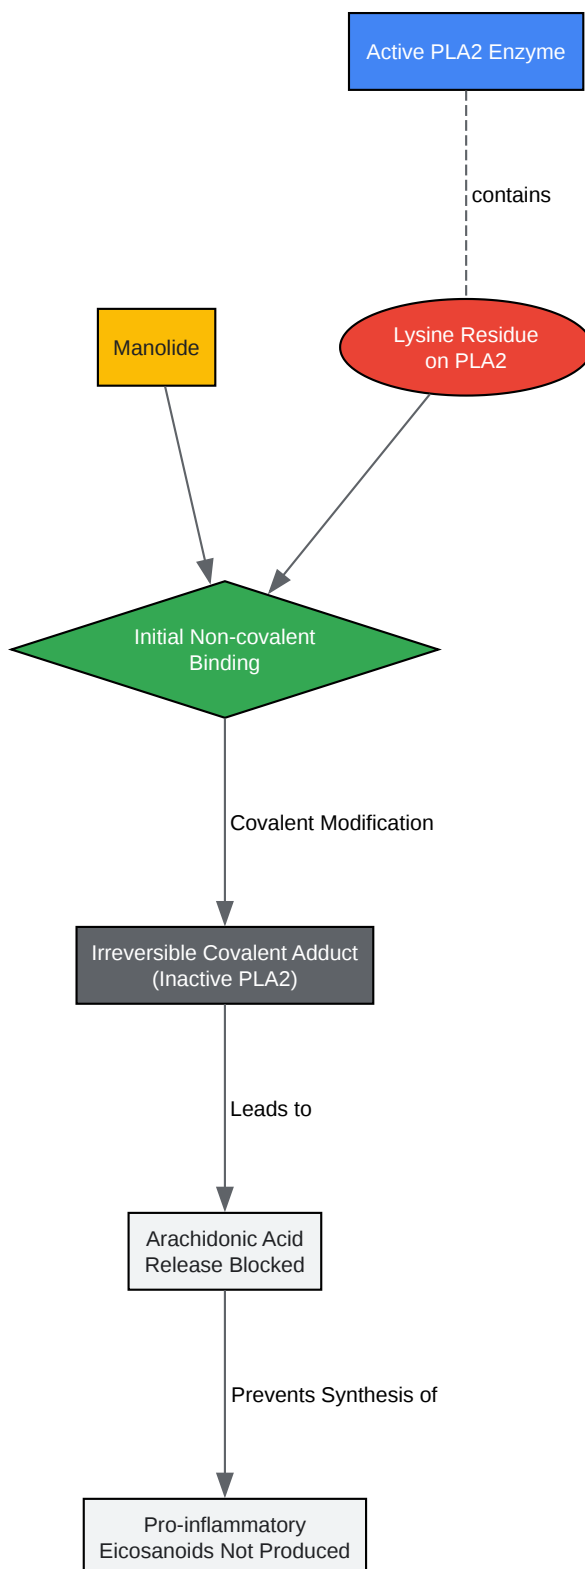 Active PLA2 Enzyme
contains
Manolide
Lysine Residue
on PLA2
Initial Non-covalent
Binding
Covalent Modification
Irreversible Covalent Adduct
(Inactive PLA2)
Leads to
Arachidonic Acid
Release Blocked
Prevents Synthesis of
Pro-inflammatory
Eicosanoids Not Produced